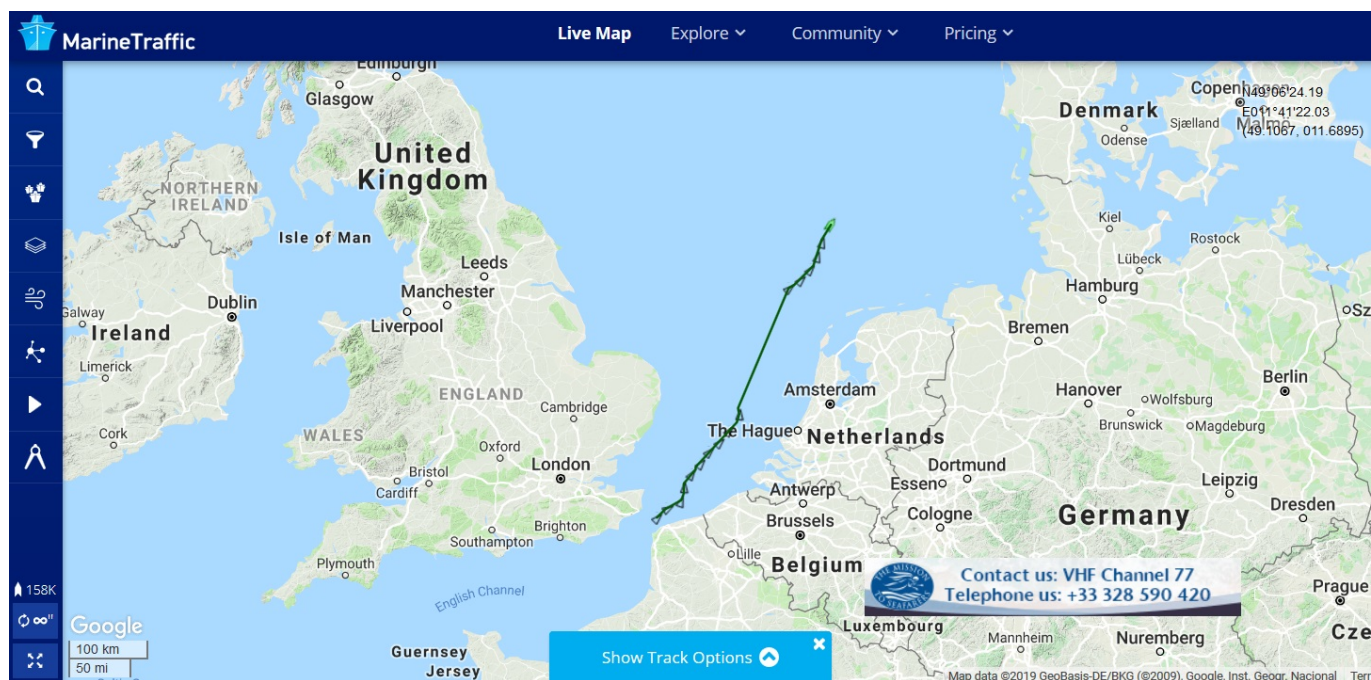 MarineTraffic
Live Map
Explore
Community
Pricing
Edinburgh
Glasgow
Copenhagen
N49°06'24.19
E011°41'22.03
(49.1067, 011.6895)
Denmark
Sjælland
Malmö
Odense
United
Kingdom
NORTHERN
IRELAND
Isle of Man
Kiel
Rostock
Leeds
Lübeck
Manchester
Hamburg
Dublin
Galway
Liverpool
Ireland
Bremen
Limerick
Amsterdam
Hanover
Berlin
ENGLAND
Wolfsburg
Cambridge
Brunswick
Magdeburg
The Hague
Netherlands
Cork
WALES
Oxford
London
Dortmund
Bristol
Essen
Leipzig
Cardiff
Antwerp
Cologne
Germany
Dresden
Brighton
Brussels
Southampton
Lille
Belgium
Plymouth
THE MISSION
TO SEAFARERS
Contact us: VHF Channel 77
Telephone us: +33 328 590 420
Prague
158K
English Channel
∞"
Google
Luxembourg
100 km
50 mi
Guernsey
Jersey
Show Track Options
Mannheim
Nuremberg
Cze
Map data ©2019 GeoBasis-DE/BKG (©2009), Google, Inst. Geogr. Nacional